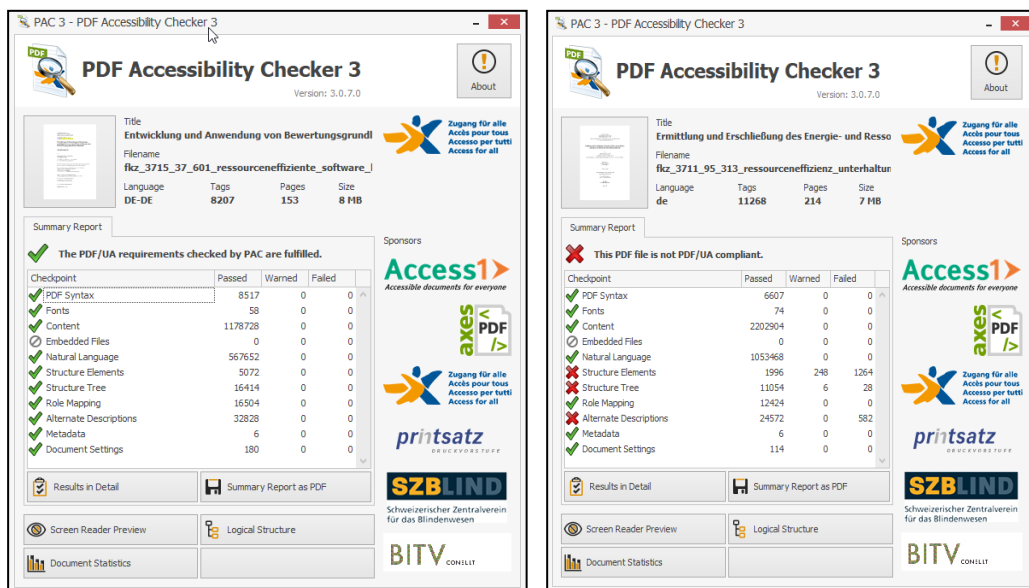 PAC 3 - PDF Accessibility Checker 3
PDF
PDF Accessibility Checker 3
Version: 3.0.7.0
About
Title
Entwicklung und Anwendung von Bewertungsgrundl
Filename
fkz_3715_37_601_ressourceneffiziente_software_l
Language Tags Pages Size
DE-DE 8207 153 8 MB
Zugang für alle
Accès pour tous
Accesso per tutti
Access for all
Summary Report
The PDF/UA requirements checked by PAC are fulfilled.
Checkpoint Passed Warned Failed
PDF Syntax 8517 0 0
Fonts 58 0 0
Content 1178728 0 0
Embedded Files 0 0 0
Natural Language 567652 0 0
Structure Elements 5072 0 0
Structure Tree 16414 0 0
Role Mapping 16504 0 0
Alternate Descriptions 32828 0 0
Metadata 6 0 0
Document Settings 180 0 0
Results in Detail
Summary Report as PDF
Screen Reader Preview
Logical Structure
Document Statistics
Sponsors
Access1
Accessible documents for everyone
axes
<
PDF
/>
Zugang für alle
Accès pour tous
Accesso per tutti
Access for all
printsatz
DRUCKVORSTUFE
SZBLIND
Schweizerischer Zentralverein
für das Blindenwesen
BITV CONSULT
PAC 3 - PDF Accessibility Checker 3
PDF
PDF Accessibility Checker 3
Version: 3.0.7.0
About
Title
Ermittlung und Erschließung des Energie- und Resso
Filename
fkz_3711_95_313_ressourceneffizienz_unterhaltun
Language Tags Pages Size
de 11268 214 7 MB
Zugang für alle
Accès pour tous
Accesso per tutti
Access for all
Summary Report
This PDF file is not PDF/UA compliant.
Checkpoint Passed Warned Failed
PDF Syntax 6607 0 0
Fonts 74 0 0
Content 2202904 0 0
Embedded Files 0 0 0
Natural Language 1053468 0 0
Structure Elements 1996 248 1264
Structure Tree 11054 6 28
Role Mapping 12424 0 0
Alternate Descriptions 24572 0 582
Metadata 6 0 0
Document Settings 114 0 0
Results in Detail
Summary Report as PDF
Screen Reader Preview
Logical Structure
Document Statistics
Sponsors
Access1
Accessible documents for everyone
axes
<
PDF
/>
Zugang für alle
Accès pour tous
Accesso per tutti
Access for all
printsatz
DRUCKVORSTUFE
SZBLIND
Schweizerischer Zentralverein
für das Blindenwesen
BITV CONSULT